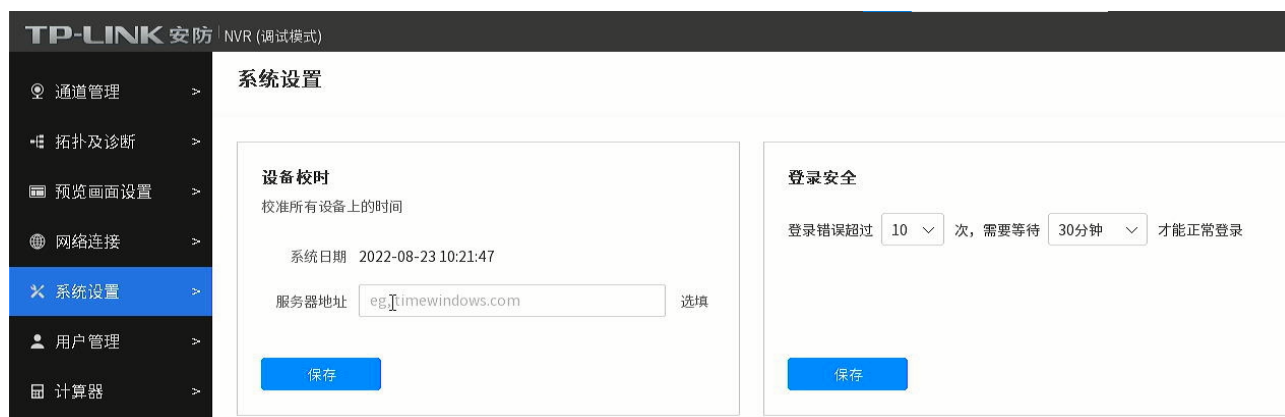 TP-LINK 安防 NVR (调试模式)
通道管理 >
拓扑及诊断 >
预览画面设置 >
网络连接 >
系统设置 >
用户管理 >
计算器 >
系统设置
设备校时
校准所有设备上的时间
系统日期 2022-08-23 10:21:47
服务器地址 eg,timewindows.com 选填
保存
登录安全
登录错误超过 10 次，需要等待 30分钟 才能正常登录
保存